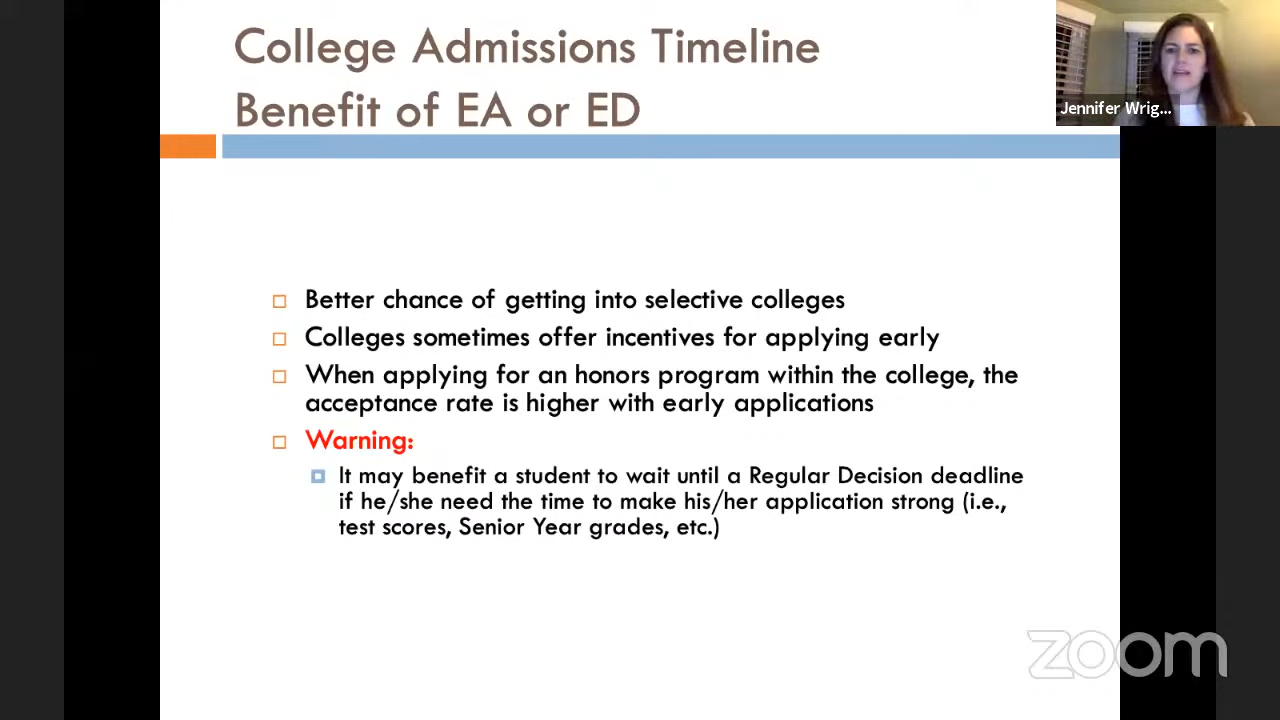 College Admissions Timeline
Benefit of EA or ED
Jennifer Wrig...
Better chance of getting into selective colleges
Colleges sometimes offer incentives for applying early
When applying for an honors program within the college, the
acceptance rate is higher with early applications
Warning:
It may benefit a student to wait until a Regular Decision deadline
if he/she need the time to make his/her application strong (i.e.,
test scores, Senior Year grades, etc.)
zoom